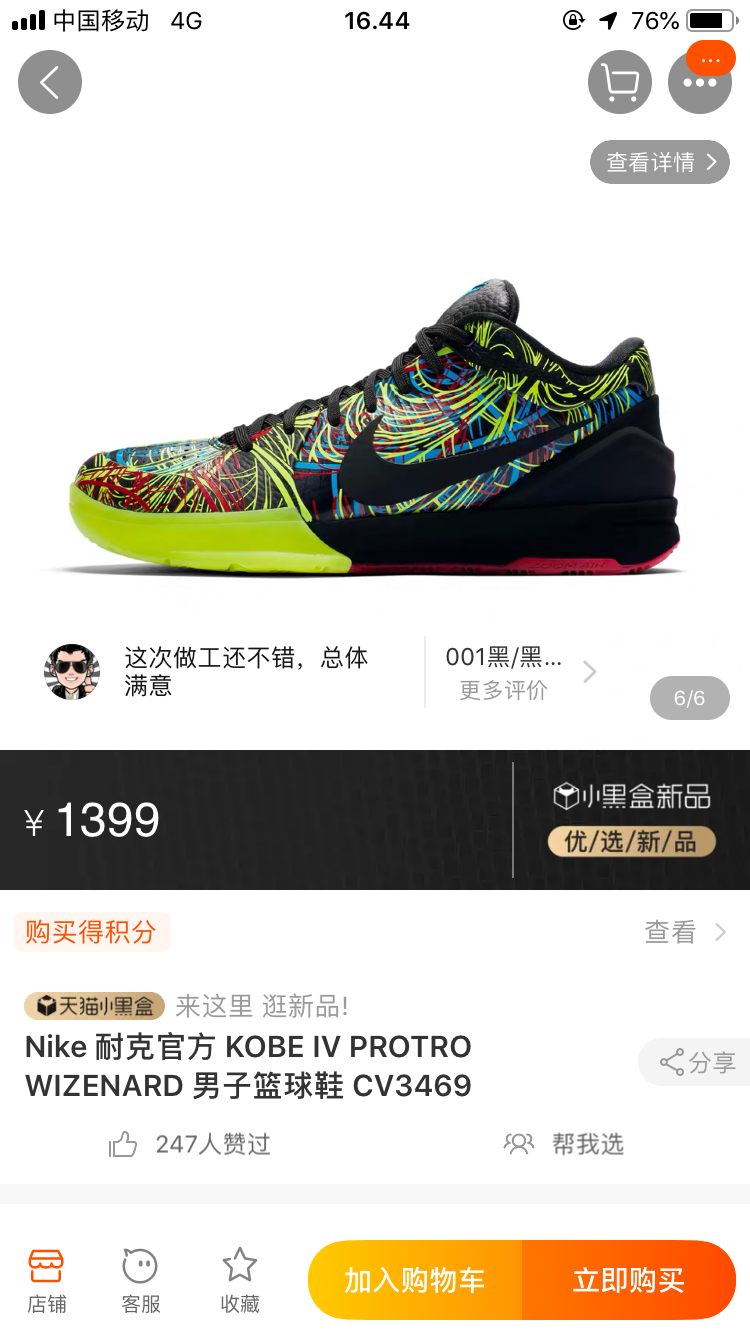 中国移动 4G 16.44 76%
...
查看详情
这次做工还不错，总体
满意
001黑/黑...
更多评价
6/6
¥ 1399
小黑盒新品
优/选/新/品
购买得积分
查看
天猫小黑盒 来这里 逛新品!
Nike 耐克官方 KOBE IV PROTRO
WIZENARD 男子篮球鞋 CV3469
分享
247人赞过
帮我选
店铺
客服
收藏
加入购物车
立即购买